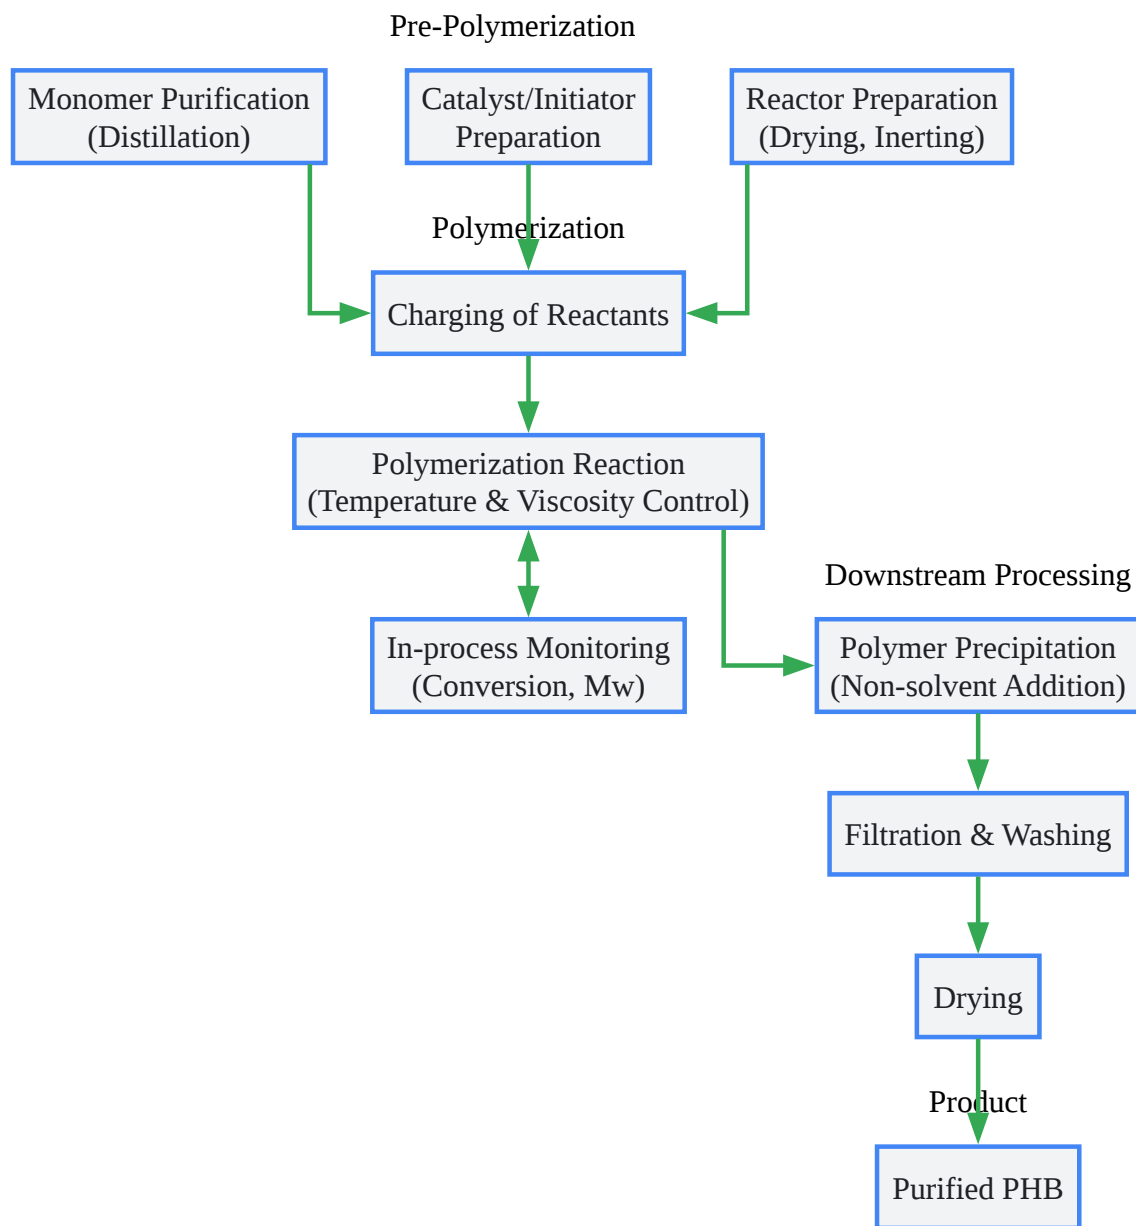 Pre-Polymerization
Monomer Purification
(Distillation)
Catalyst/Initiator
Preparation
Reactor Preparation
(Drying, Inerting)
Polymerization
Charging of Reactants
Polymerization Reaction
(Temperature & Viscosity Control)
In-process Monitoring
(Conversion, Mw)
Downstream Processing
Polymer Precipitation
(Non-solvent Addition)
Filtration & Washing
Drying
Product
Purified PHB